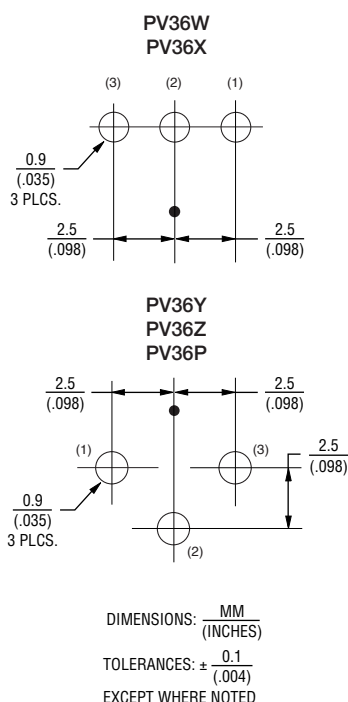 PV36W
PV36X
(3) (2) (1)
0.9
(.035)
3 PLCS.
2.5 2.5
(.098) (.098)
PV36Y
PV36Z
PV36P
2.5 2.5
(.098) (.098)
(1) (3)
2.5
(.098)
0.9
(.035)
3 PLCS.
(2)
DIMENSIONS: MM
(INCHES)
TOLERANCES: ± 0.1
(.004)
EXCEPT WHERE NOTED